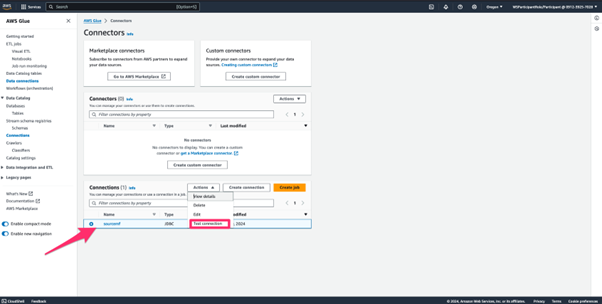 aws
Services
Search
[Option+S]
Oregon
WSParticipantRole/Participant @
AWS Glue
Getting started
ETL jobs
Visual ETL
Notebooks
Job run monitoring
Data Catalog tables
Data connections
Workflows (orchestration)
Data Catalog
Databases
Tables
Stream schema registries
Schemas
Connections
Crawlers
Classifiers
Catalog settings
Data Integration and ETL
Legacy pages
What's New
Documentation
AWS Marketplace
Enable compact mode
Enable new navigation
AWS Glue > Connectors
Connectors Info
Marketplace connectors
Subscribe to connectors from AWS partners to expand your
data sources.
Go to AWS Marketplace
Custom connectors
Provide your own connector to expand your data
sources. Creating custom connectors
Create custom connector
Connectors (0) Info
You can manage your connectors or use them to create connections.
Actions
Filter connectors by property
1
Name
Type
Last modified
No connectors
No connectors to display. You can create a custom
connector or get a Marketplace connector
Create custom connector
Connections (1) Info
You can manage your connections or use a connection in a job
Actions
Create connection
Create job
View details
Delete
Edit
Test connection
Filter connections by property
1
Name
Type
modified
JDBC
, 2024
CloudShell
Feedback
© 2024, Amazon Web Services, Inc. or its affiliates.
Privacy
Terms
Cookie preferences